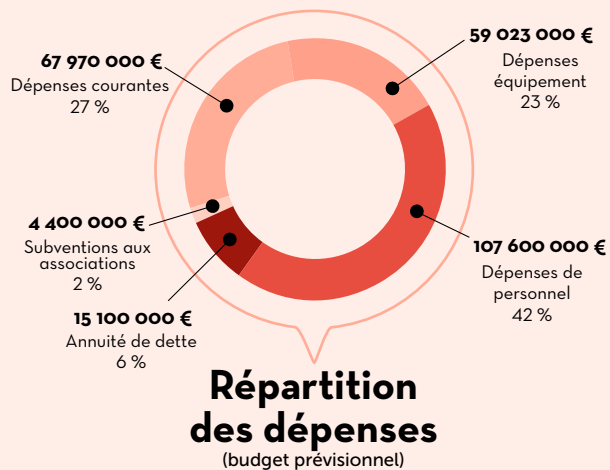 59 023 000 €
Dépenses
équipement
23 %
67 970 000 €
Dépenses courantes
27 %
4 400 000 €
Subventions aux
associations
2 %
107 600 000 €
Dépenses de
personnel
42 %
15 100 000 €
Annuité de dette
6 %
Répartition
des dépenses
(budget prévisionnel)